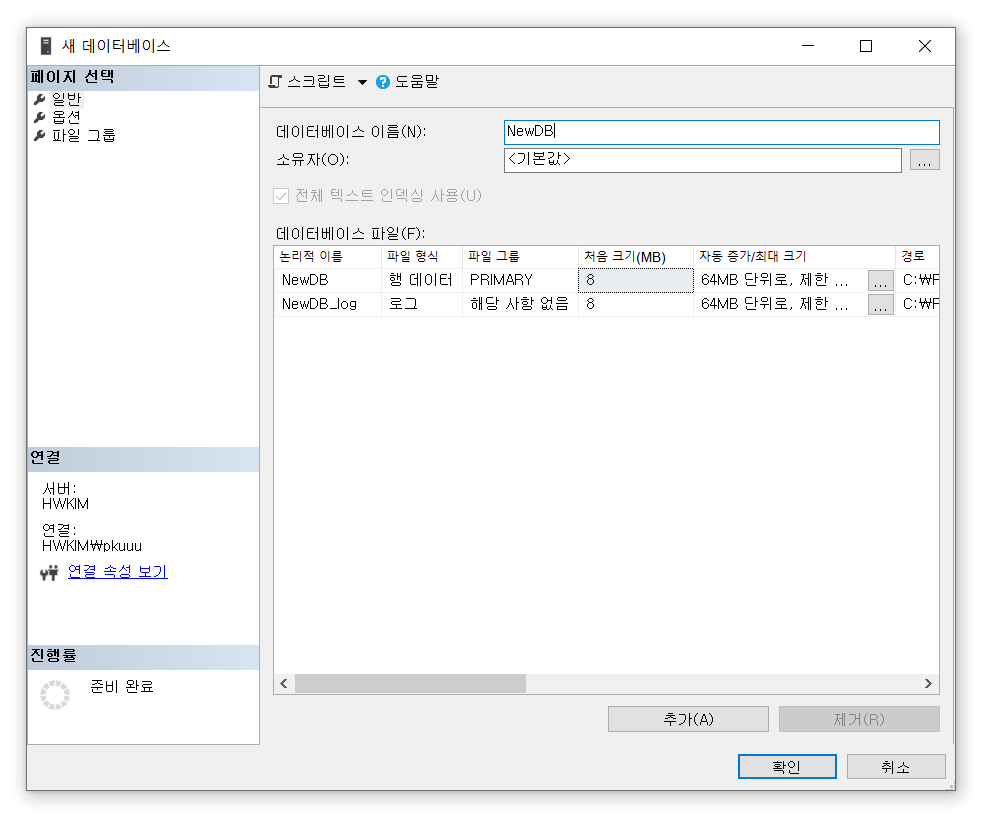 새 데이터베이스
페이지 선택
일반
옵션
파일 그룹
스크립트 도움말
데이터베이스 이름(N): NewDB
소유자(O): <기본값> ...
전체 텍스트 인덱싱 사용(U)
데이터베이스 파일(F):
논리적 이름 파일 형식 파일 그룹 처음 크기(MB) 자동 증가/최대 크기 경로
NewDB 행 데이터 PRIMARY 8 64MB 단위로, 제한 ... ... C:₩P
NewDB_log 로그 해당 사항 없음 8 64MB 단위로, 제한 ... ... C:₩P
연결
서버:
HWKIM
연결:
HWKIM₩pkuuu
연결 속성 보기
진행률
준비 완료
추가(A) 제거(R)
확인 취소